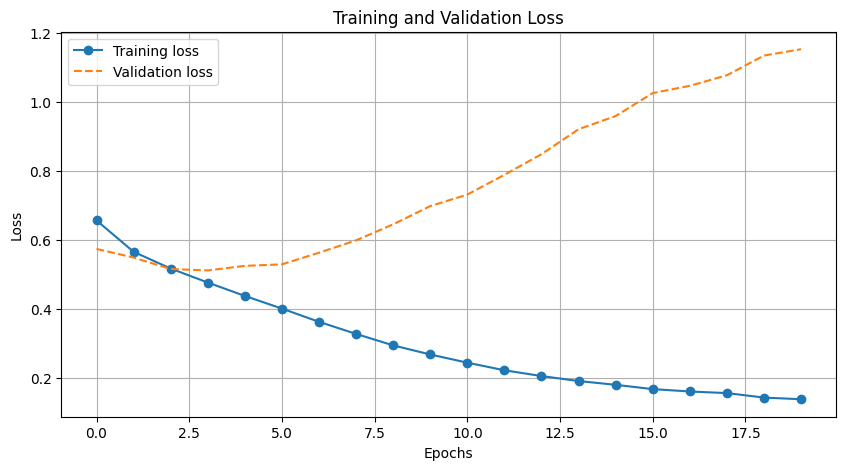 Training and Validation Loss
Training loss
Validation loss
1.2
1.0
0.8
0.6
0.4
0.2
Loss
0.0
2.5
5.0
7.5
10.0
12.5
15.0
17.5
Epochs